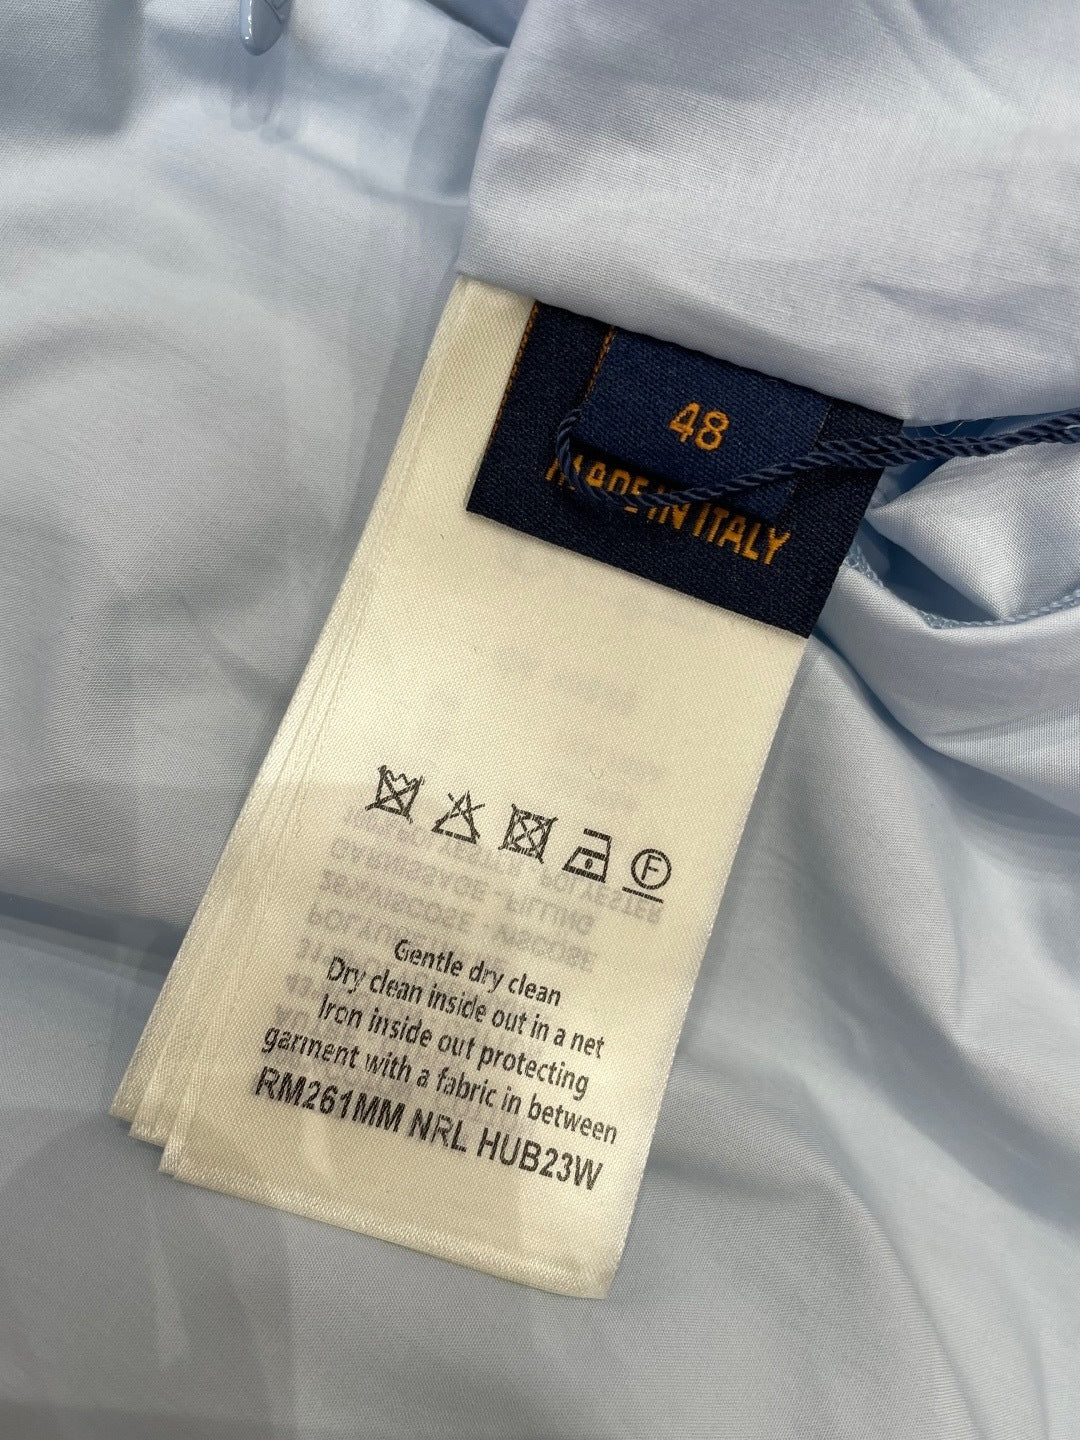 48
MADE IN ITALY
F
Gentle dry clean
Dry clean inside out in a net
Iron inside out protecting
garment with a fabric in between
RM261MM NRL HUB23W